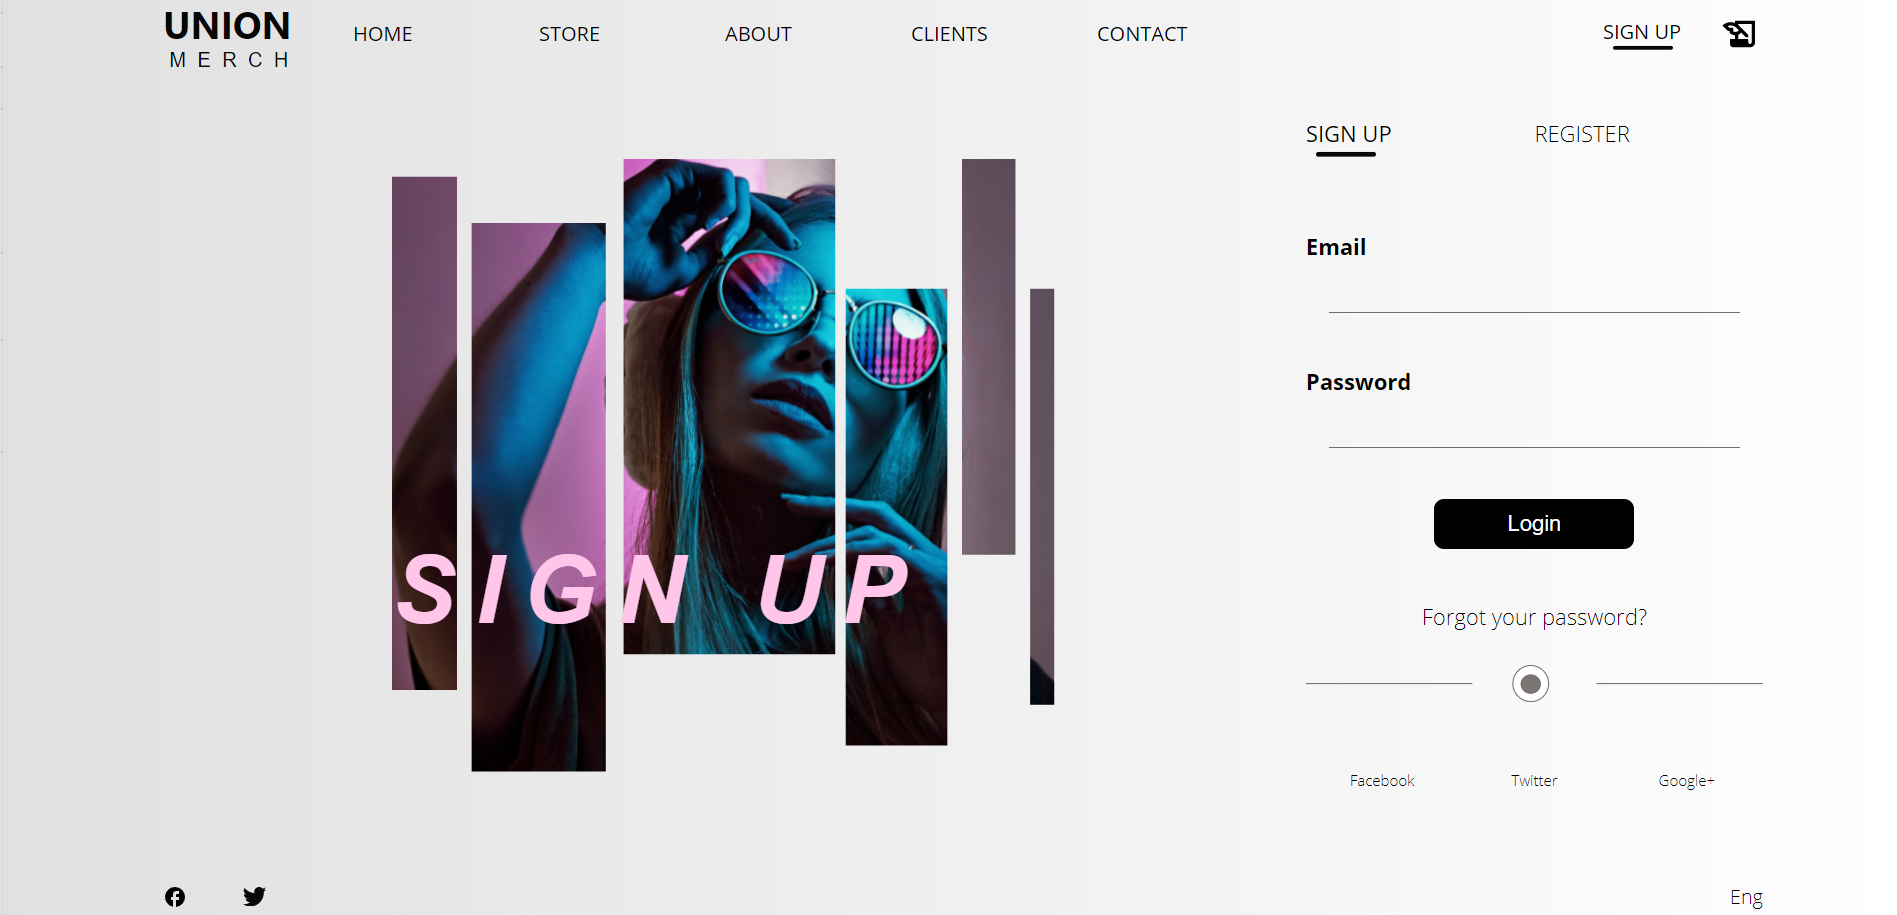 UNION
MERCH
HOME
STORE
ABOUT
CLIENTS
CONTACT
SIGN UP
SIGN UP
REGISTER
Email
Password
Login
Forgot your password?
Facebook
Twitter
Google+
SIGN UP
Eng